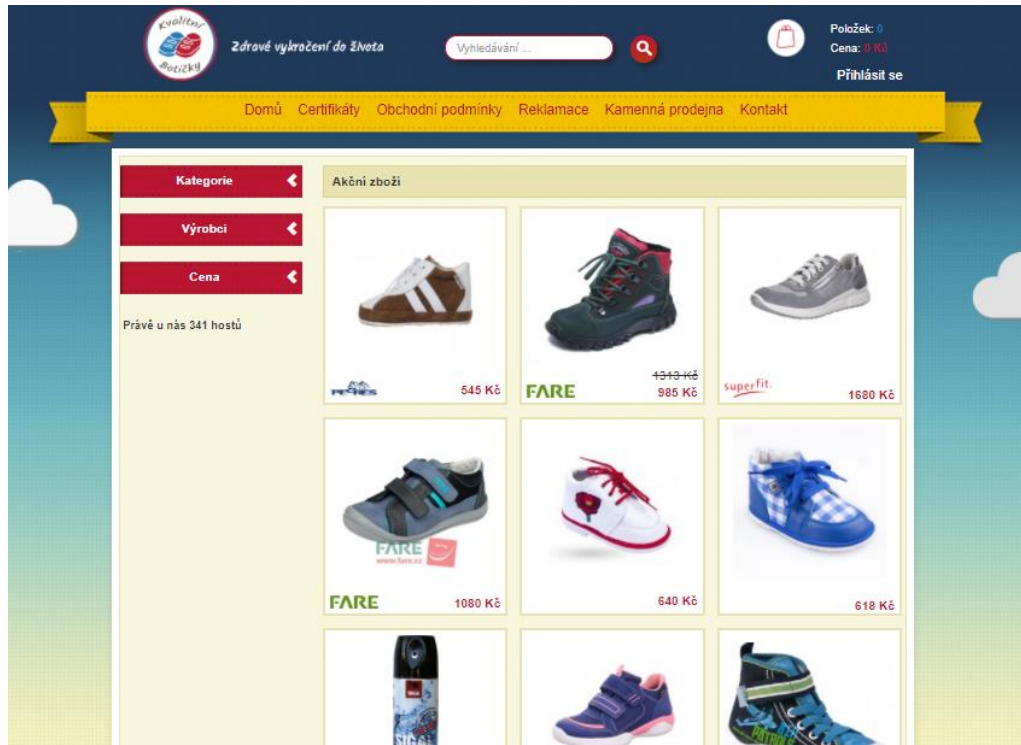 Kvalitní
Botičky
Zdravé vykročení do života
Vyhledávání ...
Položek: 0
Cena: 0 Kč
Přihlásit se
Domů Certifikáty Obchodní podmínky Reklamace Kamenná prodejna Kontakt
Kategorie
Výrobci
Cena
Právě u nás 341 hostů
Akční zboží
545 Kč
FARE
1313 Kč
985 Kč
superfit.
1680 Kč
FARE
www.fare.cz
FARE
1080 Kč
640 Kč
618 Kč
SIGAL
PATROL